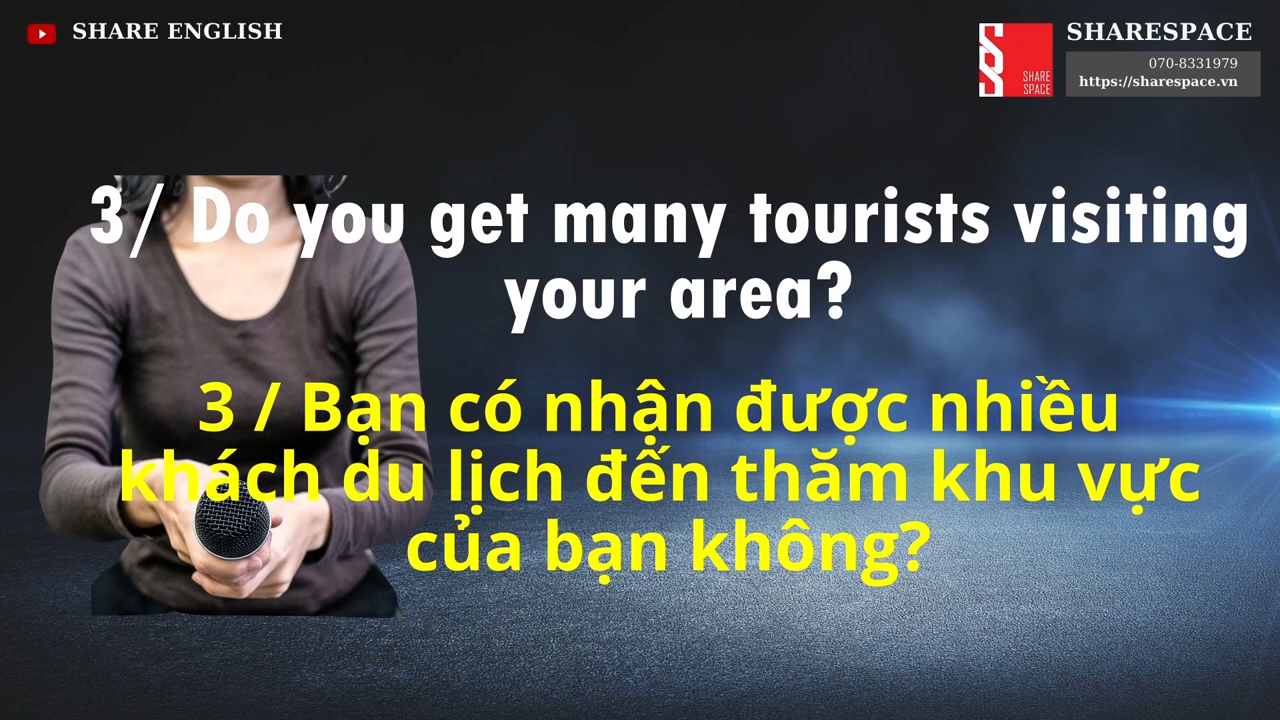 SHARE ENGLISH
SHARESPACE
070-8331979
https://sharespace.vn
SHARE
SPACE
3/ Do you get many tourists visiting
your area?
3 / Bạn có nhận được nhiều
khách du lịch đến thăm khu vực
của bạn không?